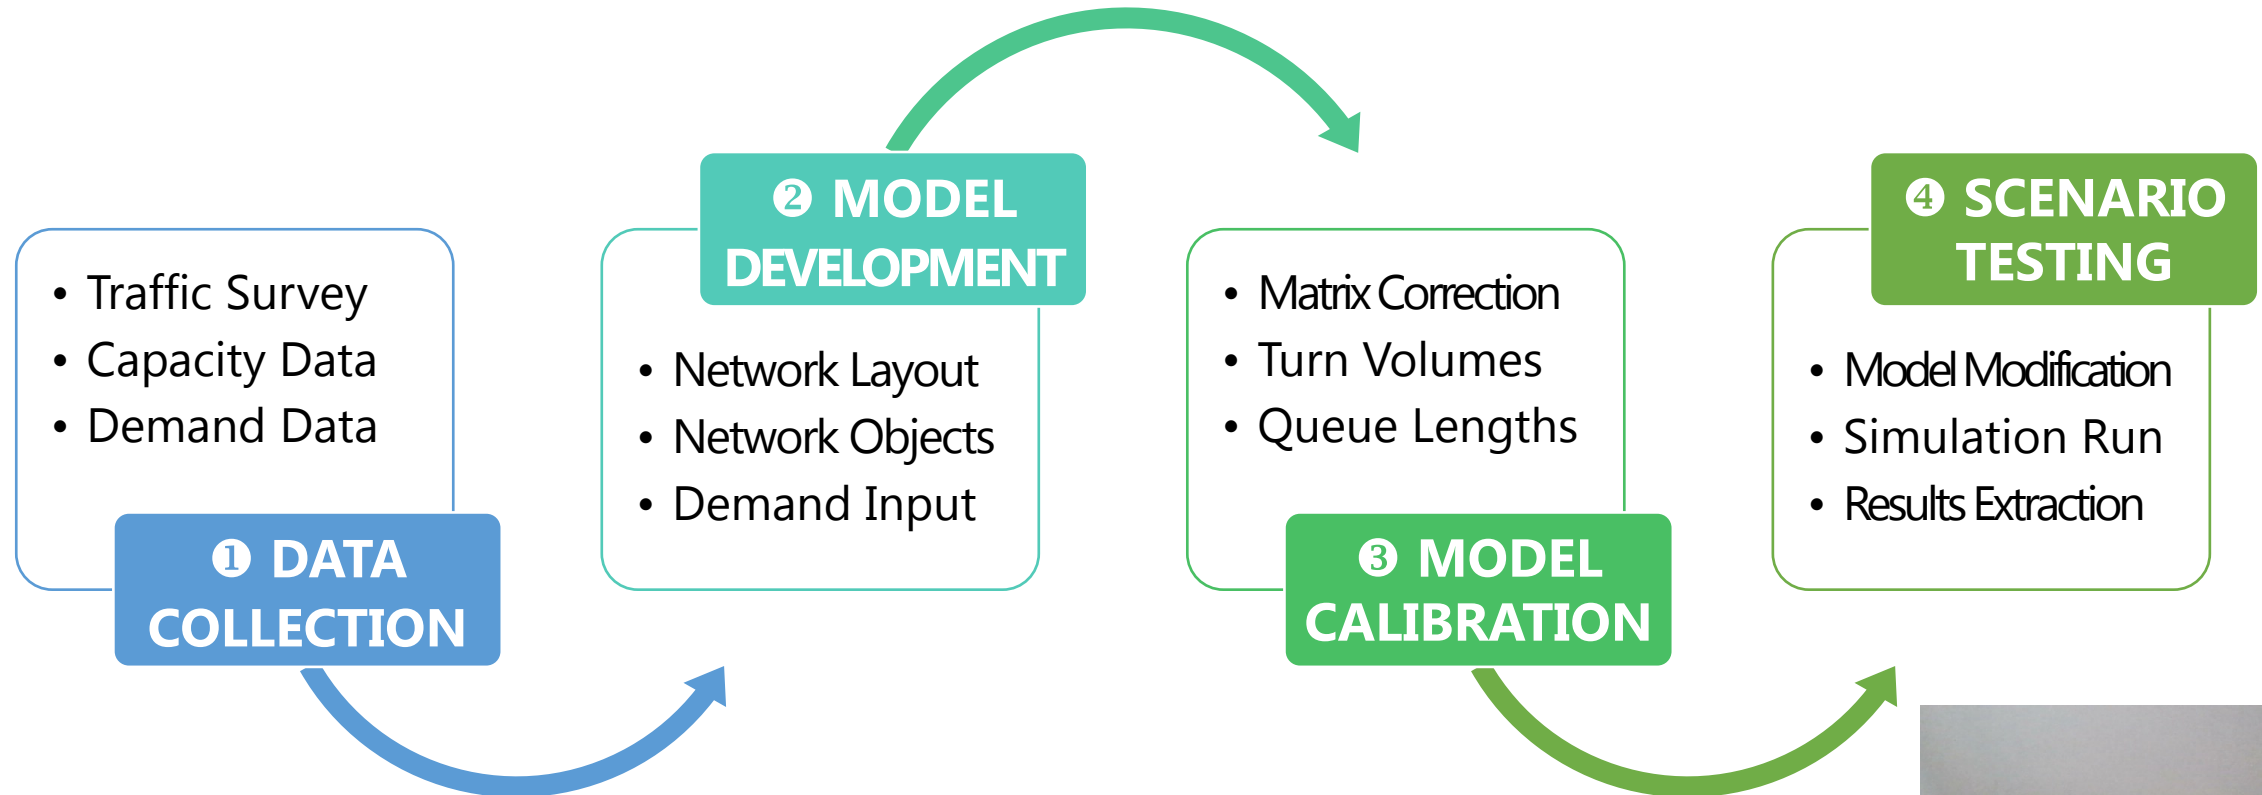 • Traffic Survey
• Capacity Data
• Demand Data
❶ DATA
COLLECTION
❷ MODEL
DEVELOPMENT
• Network Layout
• Network Objects
• Demand Input
• Matrix Correction
• Turn Volumes
• Queue Lengths
❸ MODEL
CALIBRATION
❹ SCENARIO
TESTING
• Model Modification
• Simulation Run
• Results Extraction